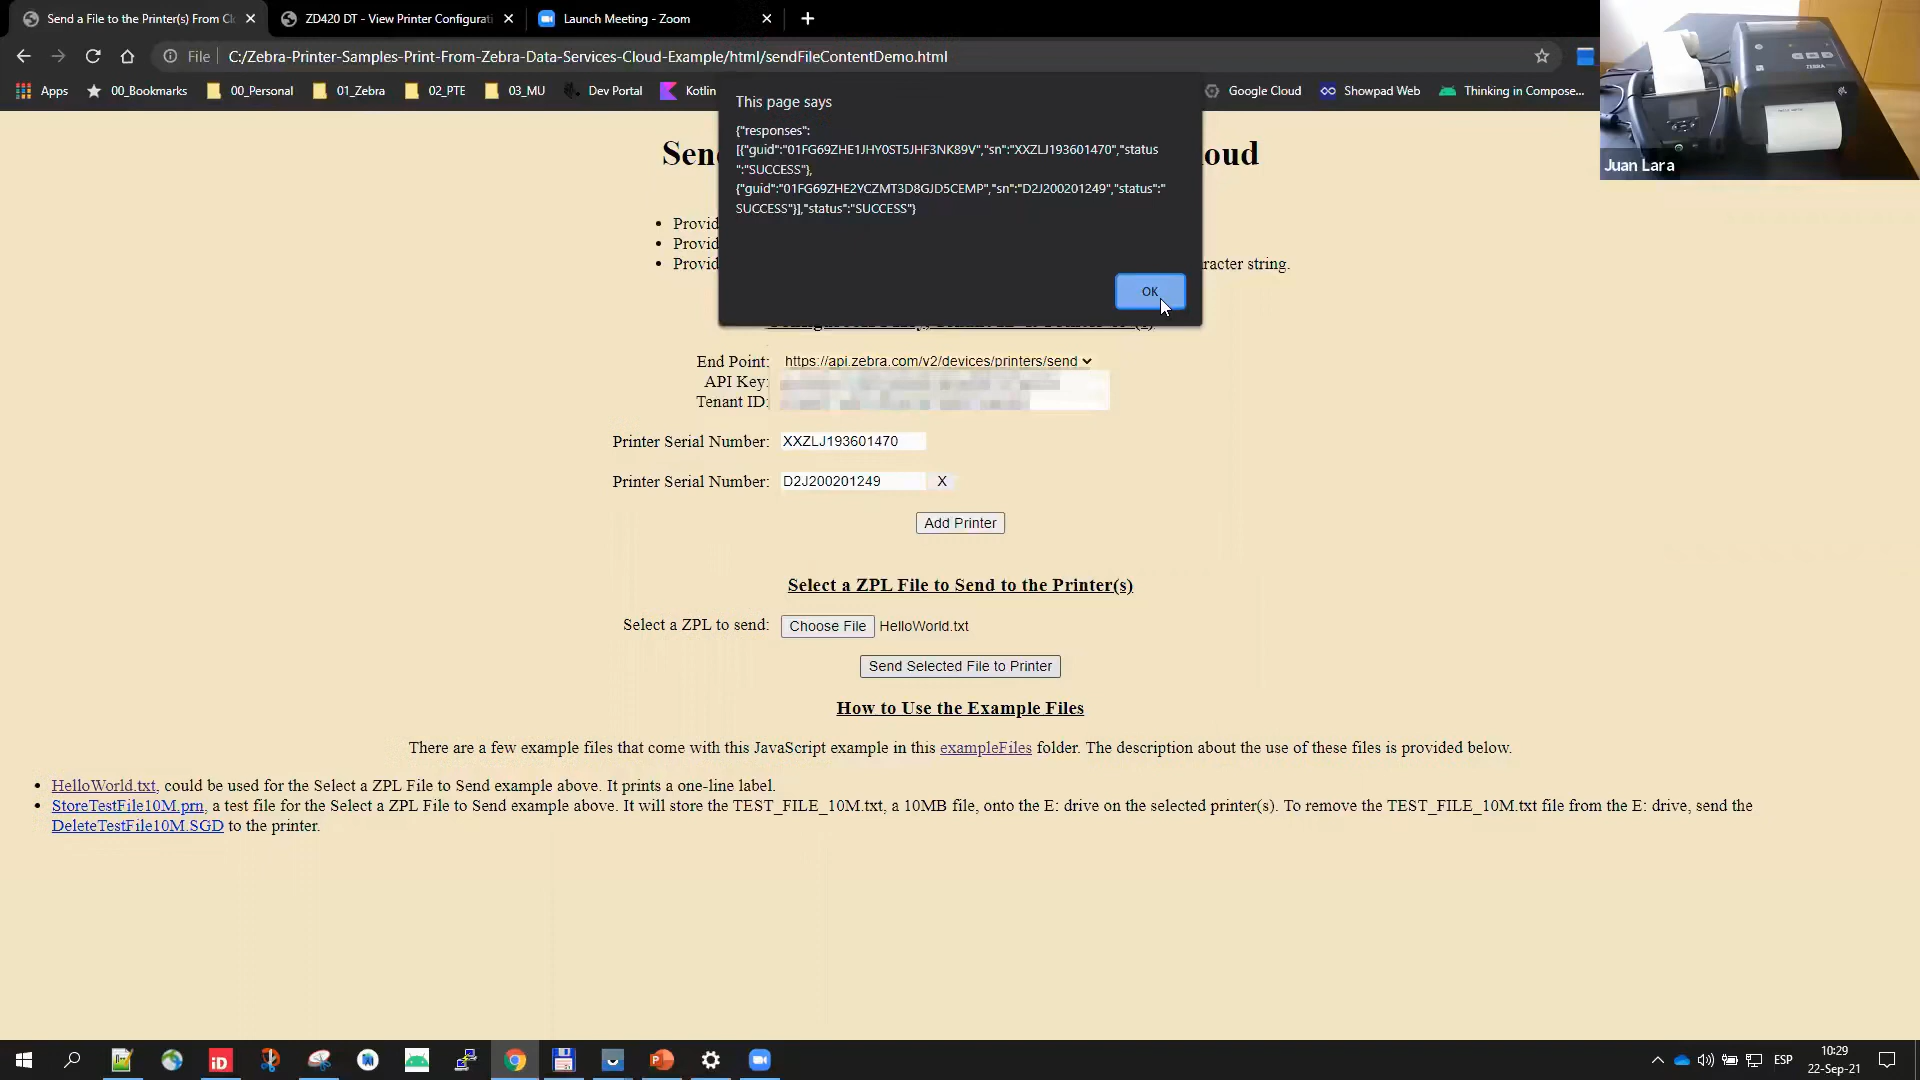 Send a File to the Printer(s) From Cl
ZD420 DT - View Printer Configurati
Launch Meeting - Zoom
File
C:/Zebra-Printer-Samples-Print-From-Zebra-Data-Services-Cloud-Example/html/sendFileContentDemo.html
Apps
00_Bookmarks
00_Personal
01_Zebra
02_PTE
03_MU
Dev Portal
Kotlin
Google Cloud
Showpad Web
Thinking in Compose...
Juan Lara
This page says
{"responses":
[{"guid":"01FG69ZHE1JHY0ST5JHF3NK89V","sn":"XXZLJ193601470","status
":"SUCCESS"},
{"guid":"01FG69ZHE2YCZMT3D8GJD5CEMP","sn":"D2J200201249","status":"
SUCCESS"}],"status":"SUCCESS"}
OK
Sen
oud
Provid
Provid
Provid
racter string.
End Point: https://api.zebra.com/v2/devices/printers/send
API Key:
Tenant ID:
Printer Serial Number: XXZLJ193601470
Printer Serial Number: D2J200201249 X
Add Printer
Select a ZPL File to Send to the Printer(s)
Select a ZPL to send: Choose File HelloWorld.txt
Send Selected File to Printer
How to Use the Example Files
There are a few example files that come with this JavaScript example in this exampleFiles folder. The description about the use of these files is provided below.
HelloWorld.txt, could be used for the Select a ZPL File to Send example above. It prints a one-line label.
StoreTestFile10M.prn, a test file for the Select a ZPL File to Send example above. It will store the TEST_FILE_10M.txt, a 10MB file, onto the E: drive on the selected printer(s). To remove the TEST_FILE_10M.txt file from the E: drive, send the
DeleteTestFile10M.SGD to the printer.
ESP
10:29
22-Sep-21